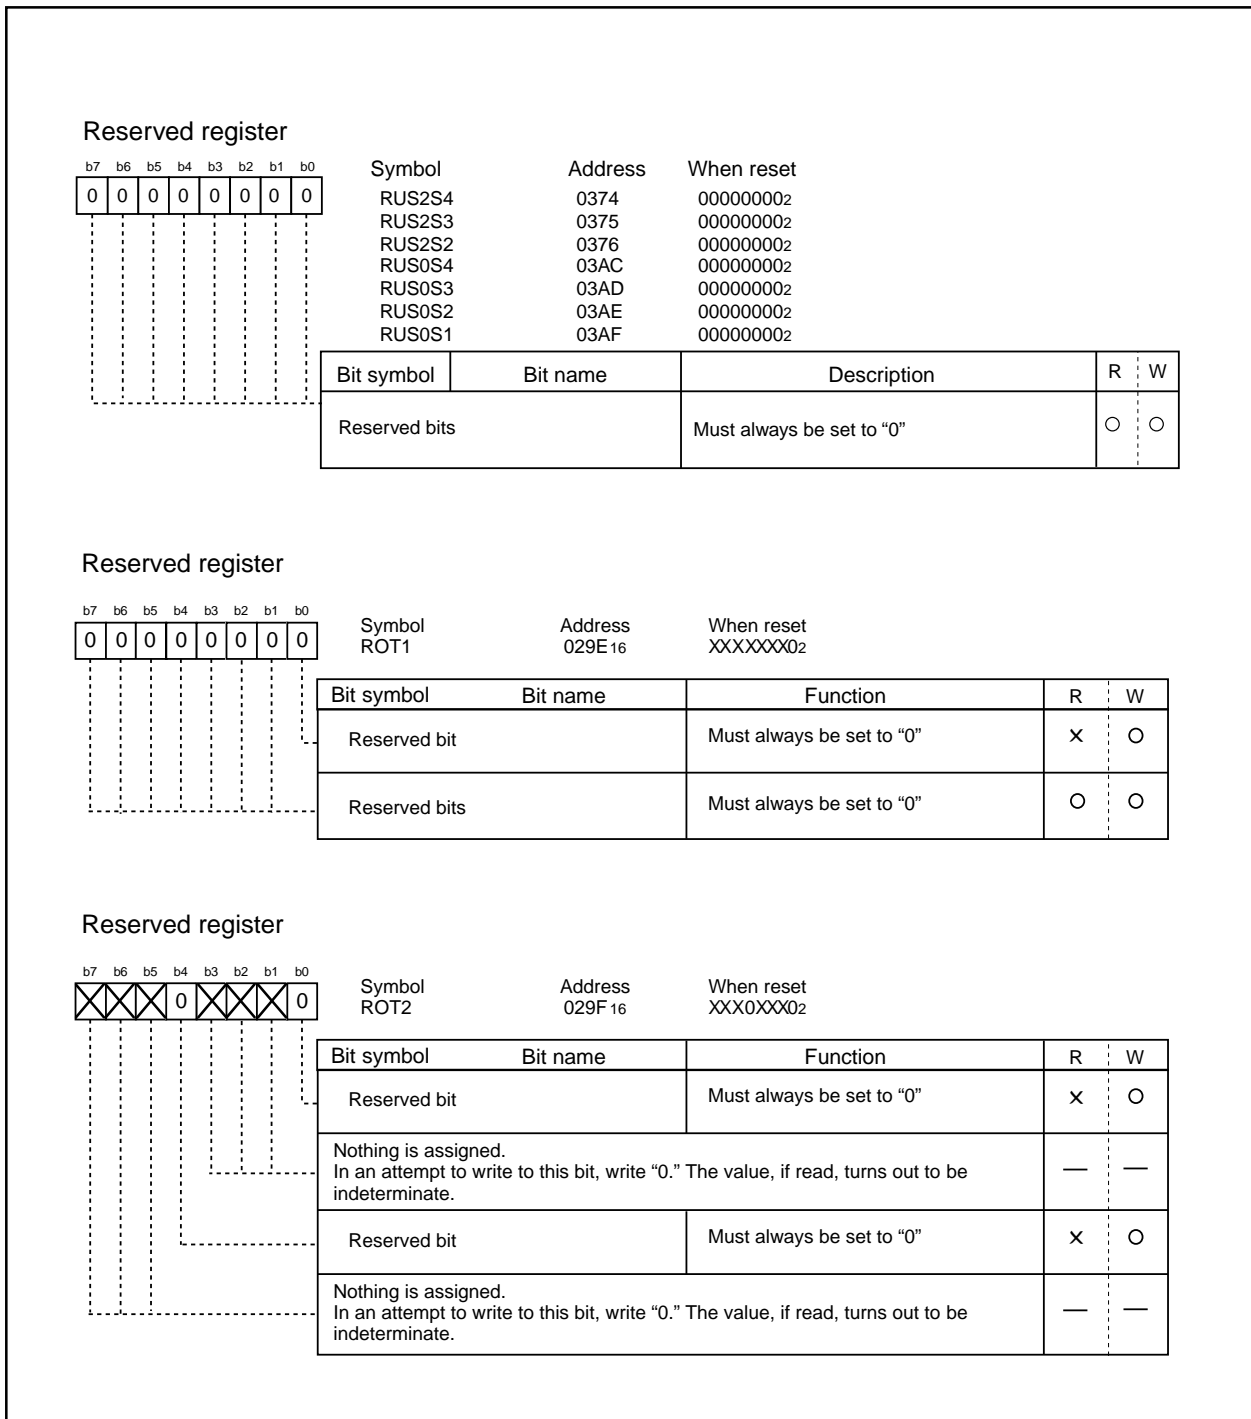 Reserved register
b7 b6 b5 b4 b3 b2 b1 b0
Symbol Address When reset
0 0 0 0 0 0 0 0
RUS2S4 0374 000000002
RUS2S3 0375 000000002
RUS2S2 0376 000000002
RUS0S4 03AC 000000002
RUS0S3 03AD 000000002
RUS0S2 03AE 000000002
RUS0S1 03AF 000000002
Bit symbol Bit name Description R W
Reserved bits Must always be set to “0” O O
Reserved register
b7 b6 b5 b4 b3 b2 b1 b0
Symbol Address When reset
0 0 0 0 0 0 0 0
ROT1 029E16 XXXXXXX02
Bit symbol Bit name Function R W
Reserved bit Must always be set to “0” X O
Reserved bits Must always be set to “0” O O
Reserved register
b7 b6 b5 b4 b3 b2 b1 b0
Symbol Address When reset
X X X 0 X X X 0
ROT2 029F16 XXX0XXX02
Bit symbol Bit name Function R W
Reserved bit Must always be set to “0” X O
Nothing is assigned.
In an attempt to write to this bit, write “0.” The value, if read, turns out to be — —
indeterminate.
Reserved bit Must always be set to “0” X O
Nothing is assigned.
In an attempt to write to this bit, write “0.” The value, if read, turns out to be — —
indeterminate.